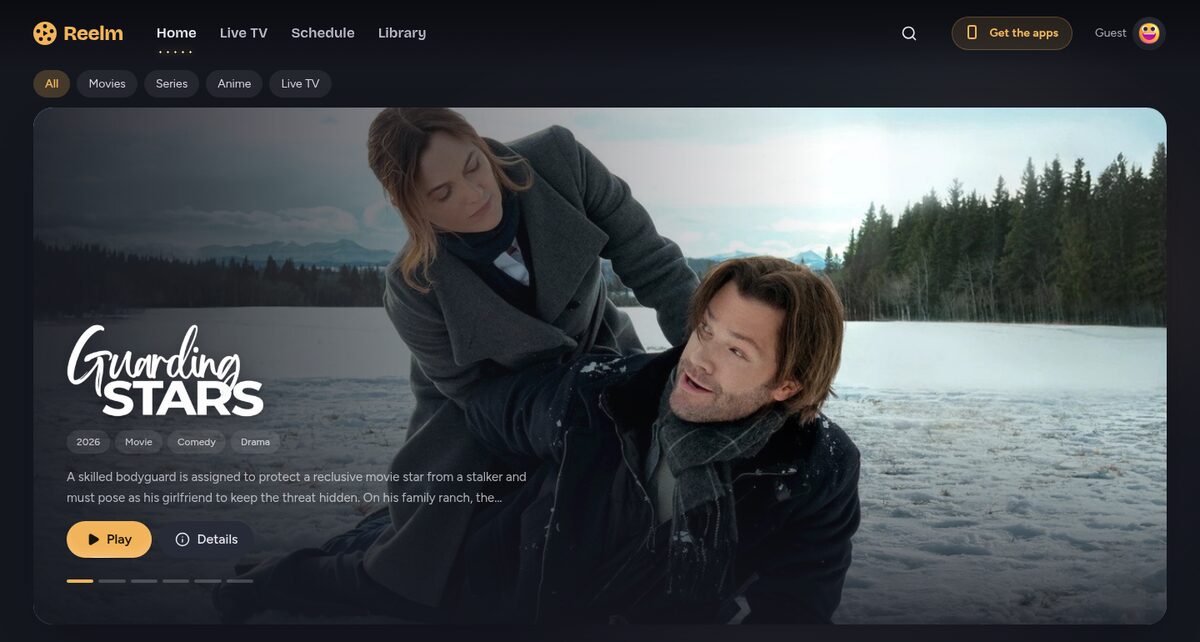 Reelm
Home
Live TV
Schedule
Library
Get the apps
Guest
All
Movies
Series
Anime
Live TV
Guarding
STARS
2026
Movie
Comedy
Drama
A skilled bodyguard is assigned to protect a reclusive movie star from a stalker and
must pose as his girlfriend to keep the threat hidden. On his family ranch, the...
Play
Details